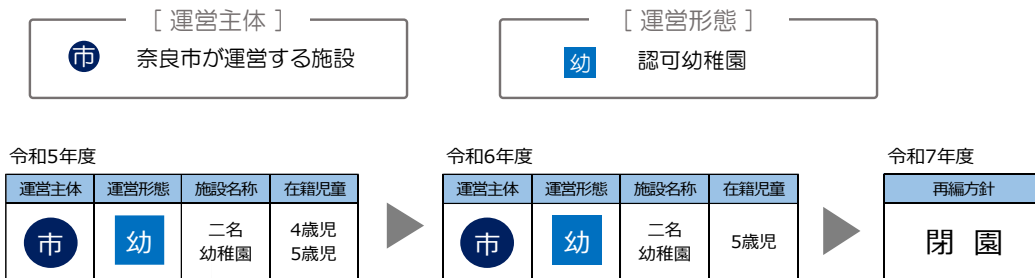 [ 運営主体 ]
市 奈良市が運営する施設
[ 運営形態 ]
幼 認可幼稚園
令和5年度
運営主体 運営形態 施設名称 在籍児童
市 幼 二名
幼稚園 4歳児
5歳児
令和6年度
運営主体 運営形態 施設名称 在籍児童
市 幼 二名
幼稚園 5歳児
令和7年度
再編方針
閉 園